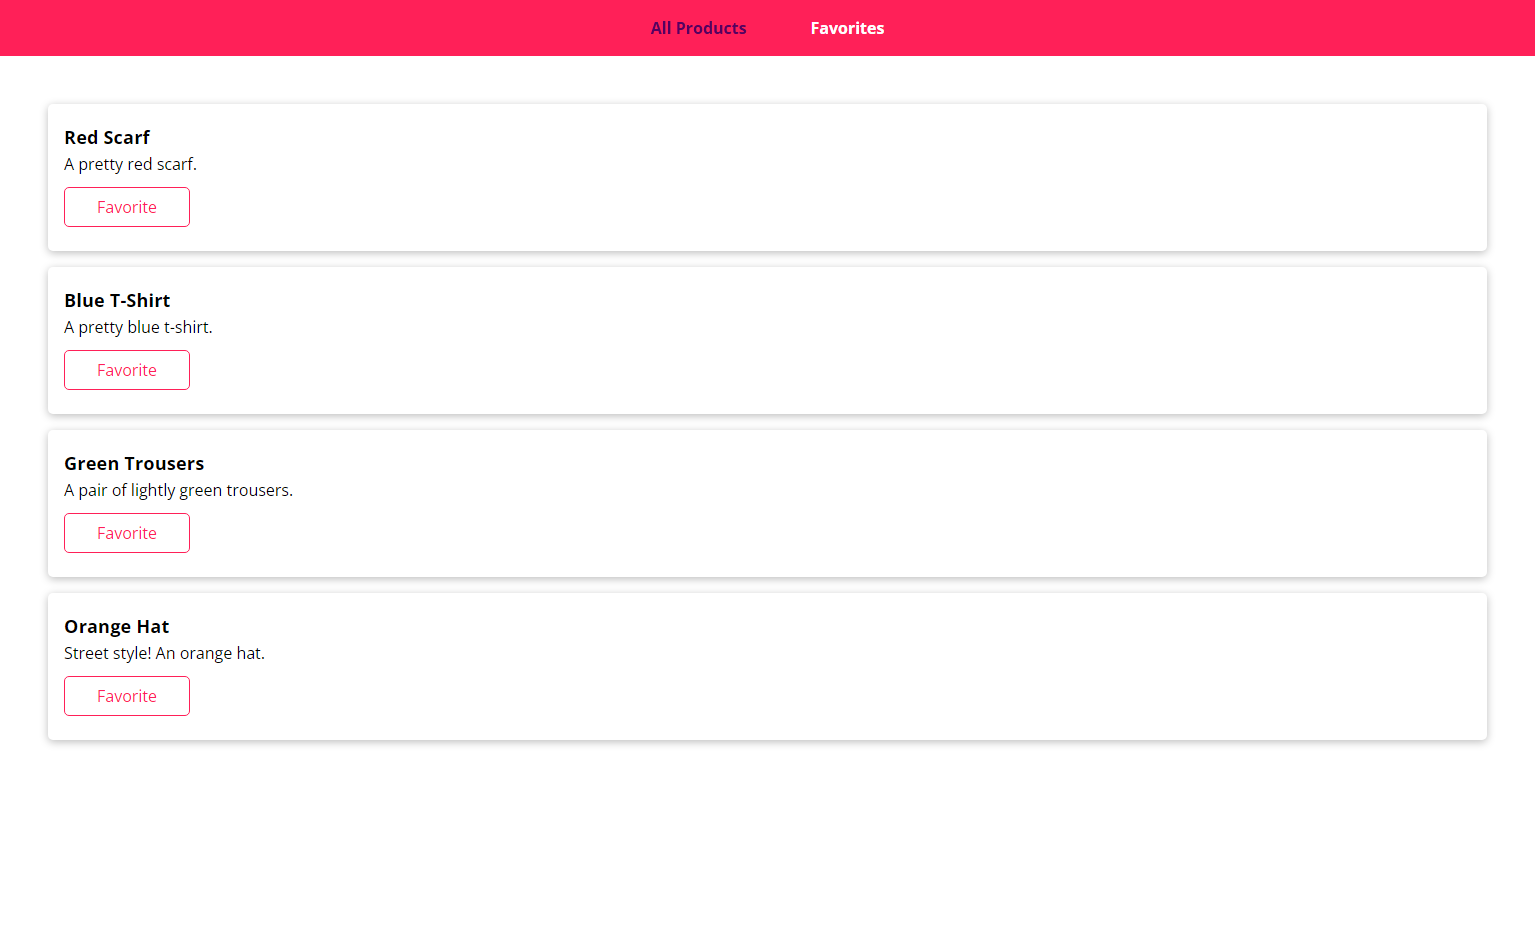 All Products Favorites
Red Scarf
A pretty red scarf.
Favorite
Blue T-Shirt
A pretty blue t-shirt.
Favorite
Green Trousers
A pair of lightly green trousers.
Favorite
Orange Hat
Street style! An orange hat.
Favorite